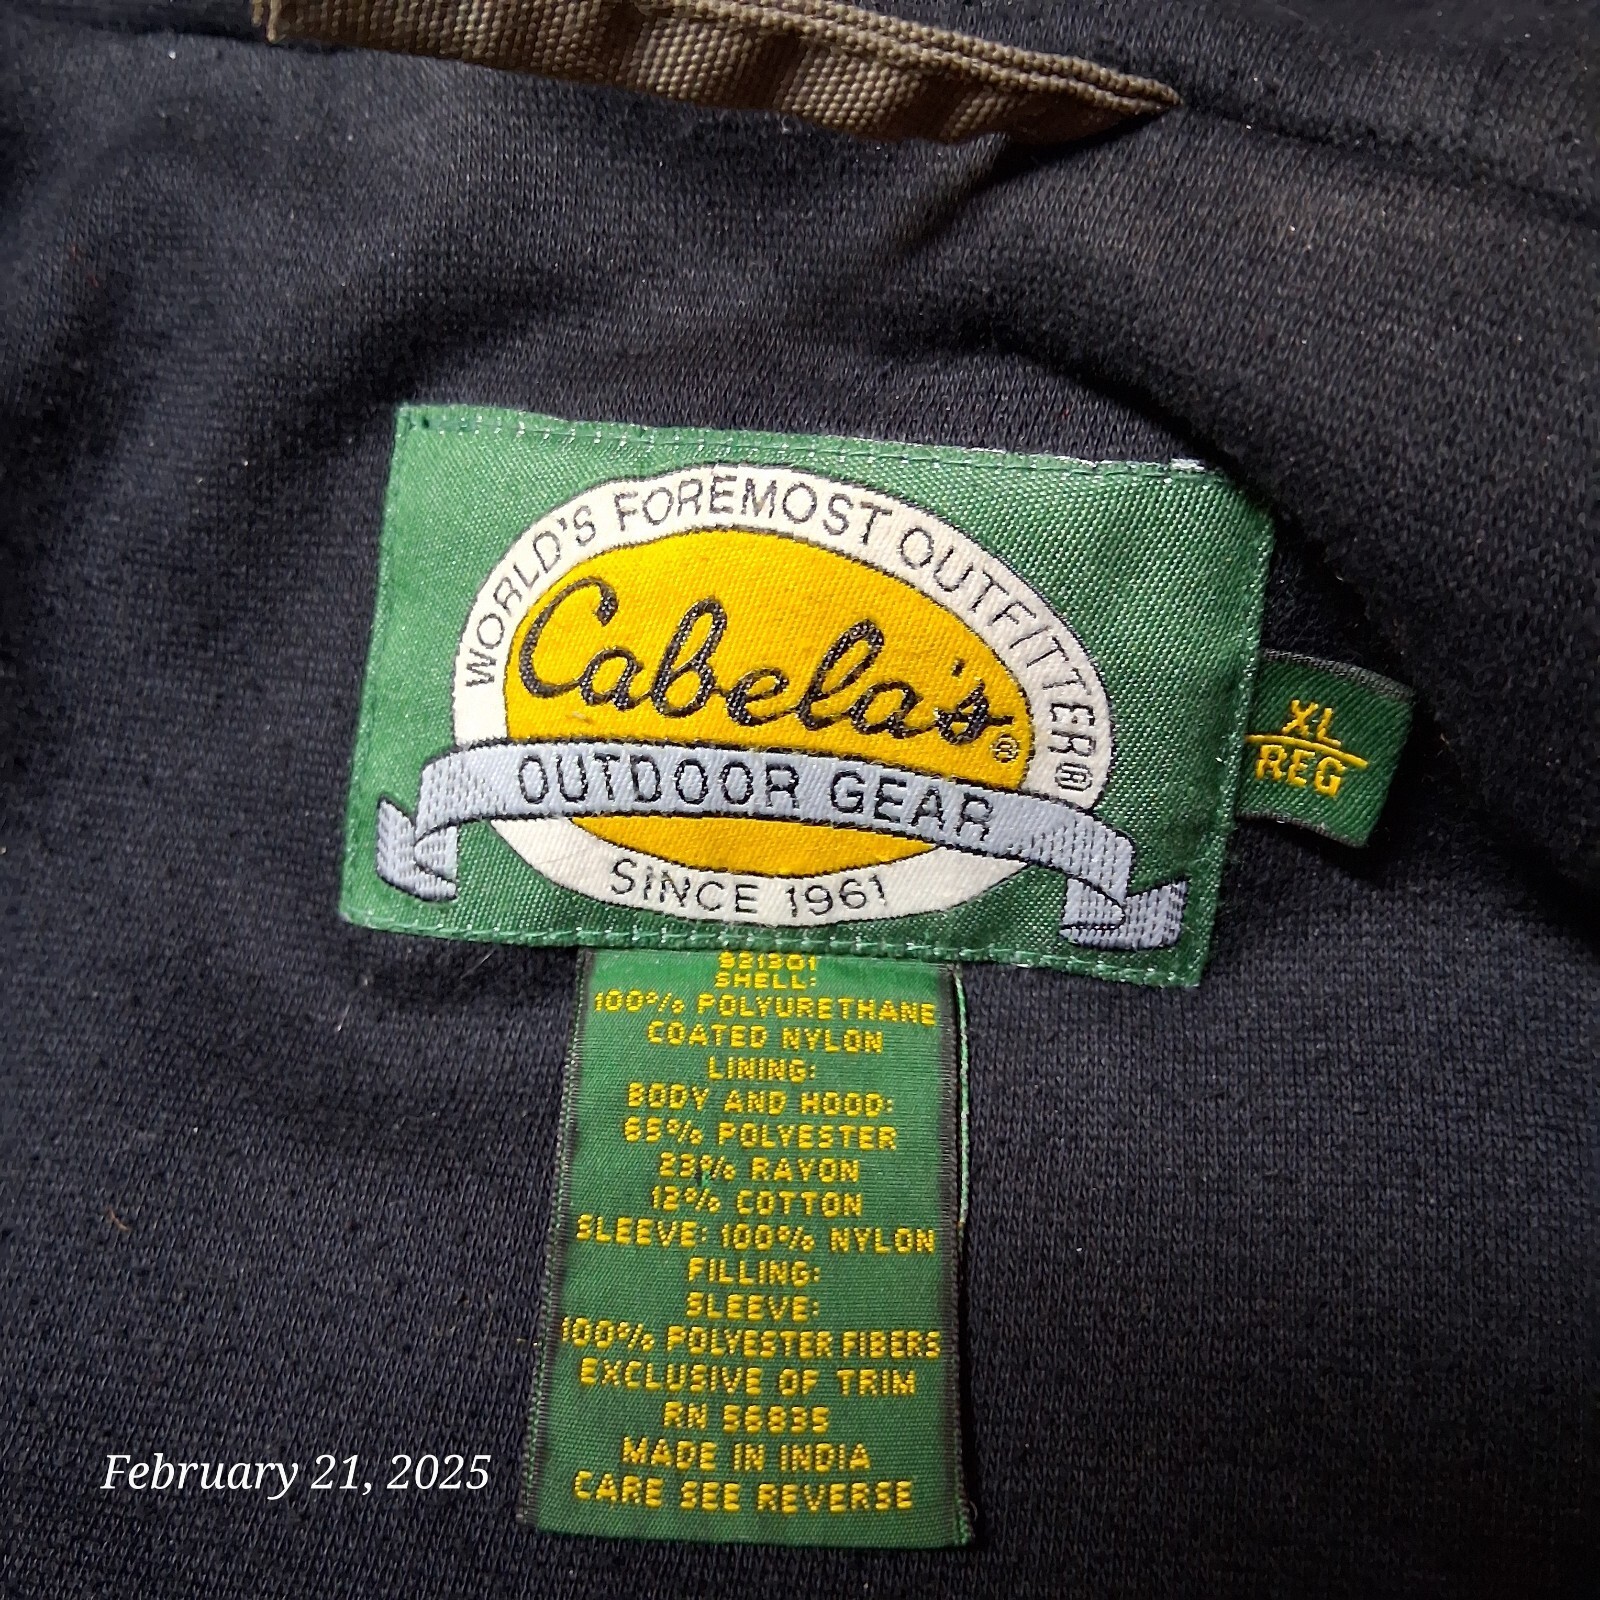 WORLD'S FOREMOST OUTFITTER®
Cabela's®
OUTDOOR GEAR
SINCE 1961
XL
REG
921301
SHELL:
100% POLYURETHANE
COATED NYLON
LINING:
BODY AND HOOD:
65% POLYESTER
23% RAYON
12% COTTON
SLEEVE: 100% NYLON
FILLING:
SLEEVE:
100% POLYESTER FIBERS
EXCLUSIVE OF TRIM
RN 56835
MADE IN INDIA
CARE SEE REVERSE
February 21, 2025